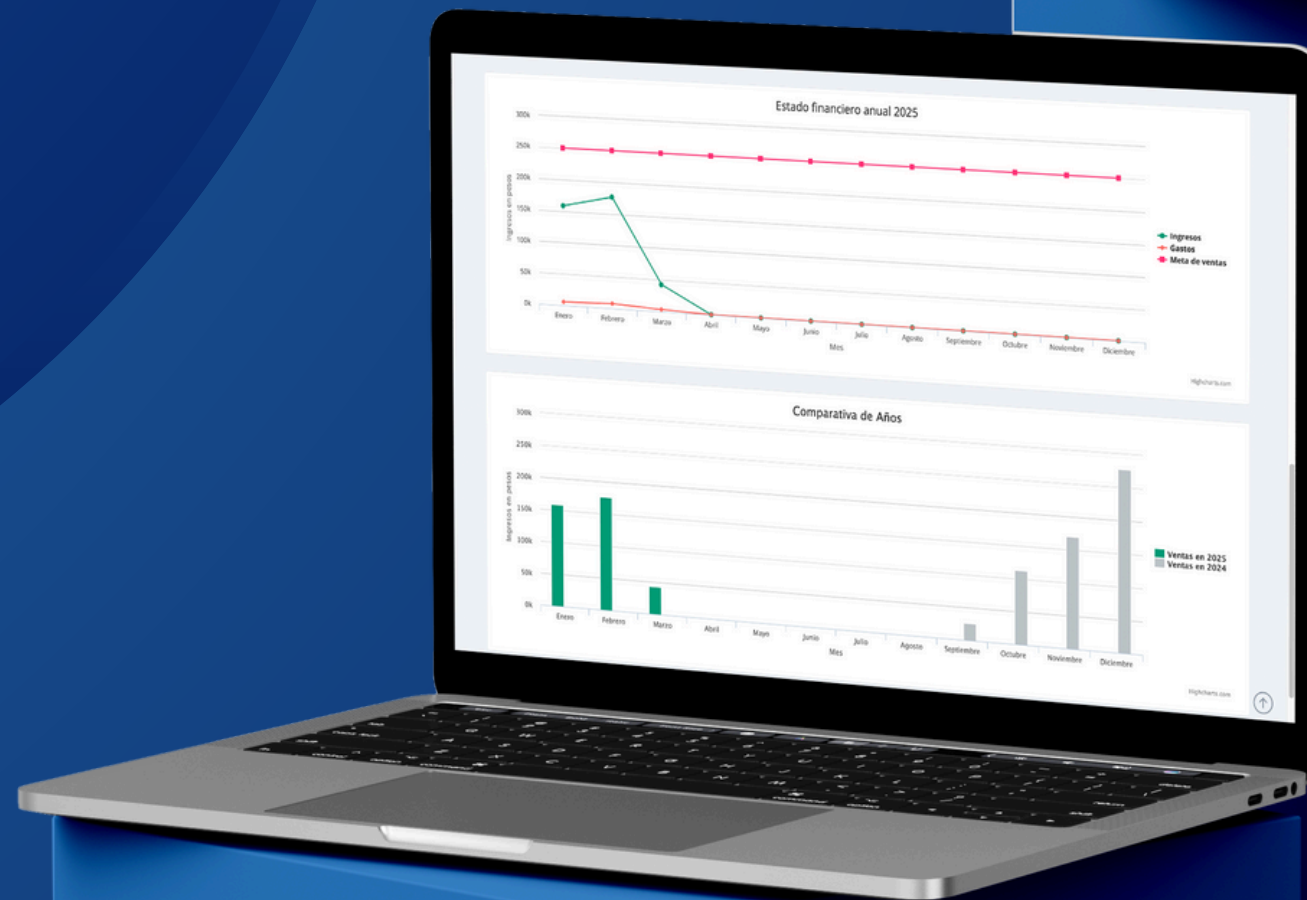 Estado financiero anual 2025
300k
250k
200k
150k
100k
50k
0k
Ingresos en pesos
Enero
Febrero
Marzo
Abril
Mayo
Junio
Julio
Agosto
Septiembre
Octubre
Noviembre
Diciembre
Mes
Ingresos
Gastos
Meta de ventas
Highcharts.com
Comparativa de Años
300k
250k
200k
150k
100k
50k
0k
Ingresos en pesos
Enero
Febrero
Marzo
Abril
Mayo
Junio
Julio
Agosto
Septiembre
Octubre
Noviembre
Diciembre
Mes
Ventas en 2025
Ventas en 2024
Highcharts.com